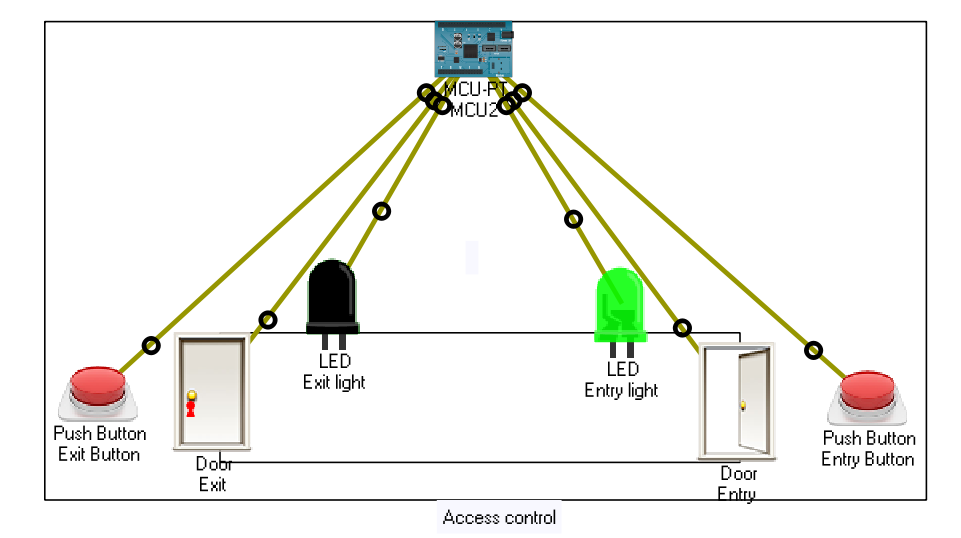 MCU-PT
MCU2
LED
Exit light
LED
Entry light
Push Button
Exit Button
Door
Exit
Door
Entry
Push Button
Entry Button
Access control